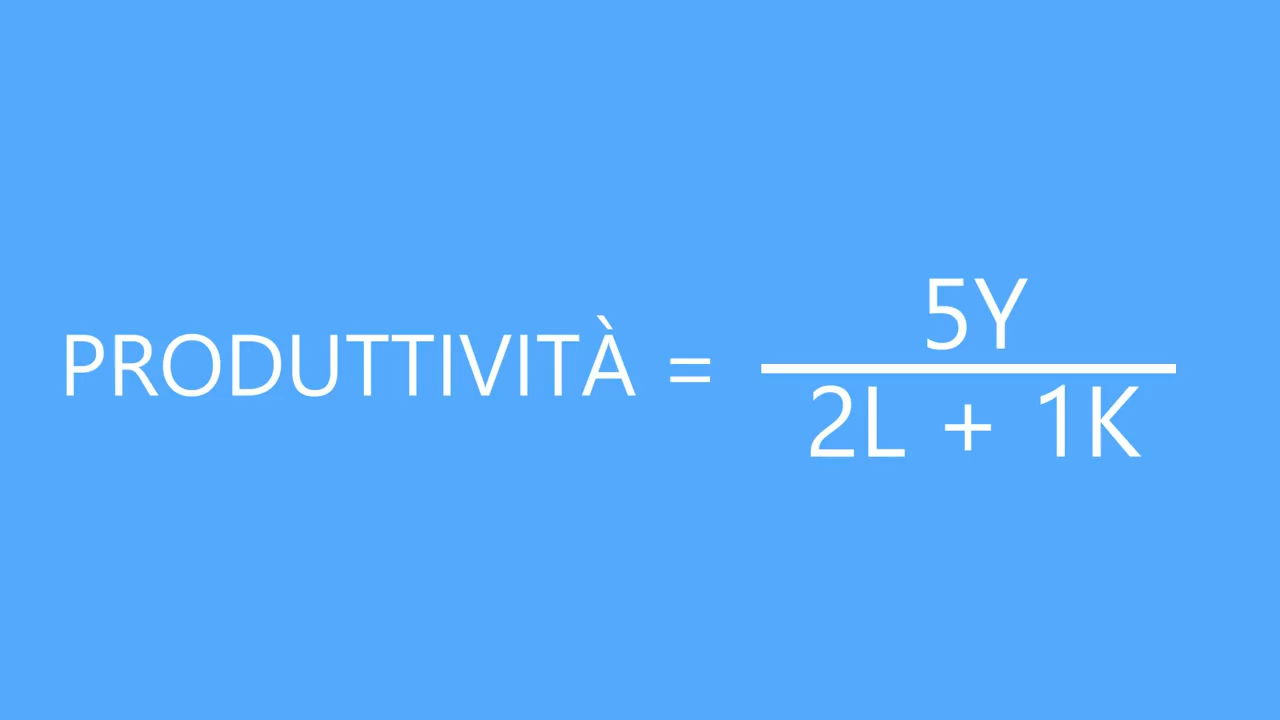 PRODUTTIVITÀ =
5Y
2L + 1K